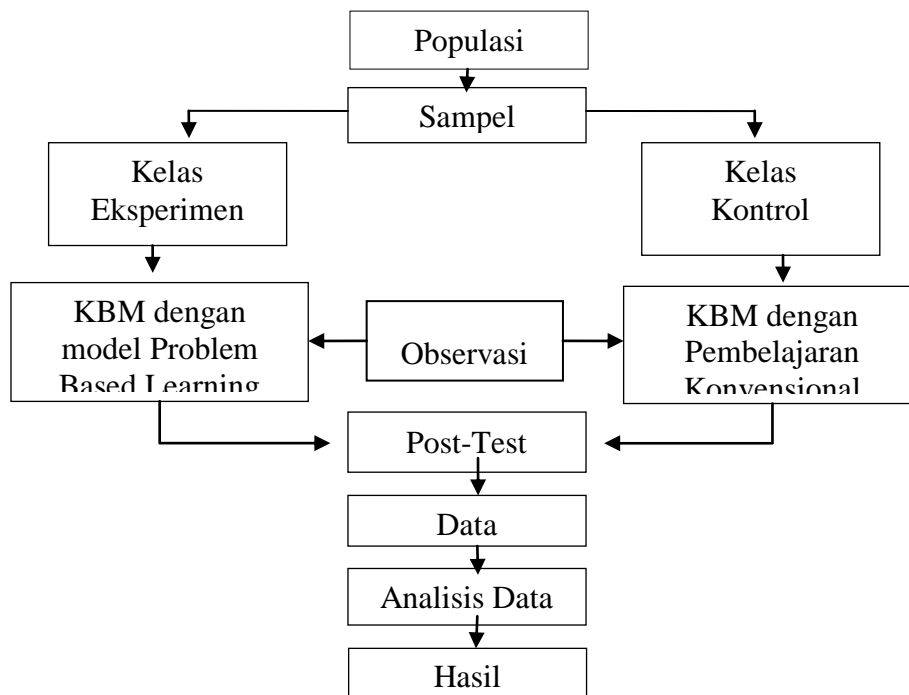 Populasi
Sampel
Kelas
Eksperimen
Kelas
Kontrol
KBM dengan
model Problem
Based Learning
Observasi
KBM dengan
Pembelajaran
Konvensional
Post-Test
Data
Analisis Data
Hasil